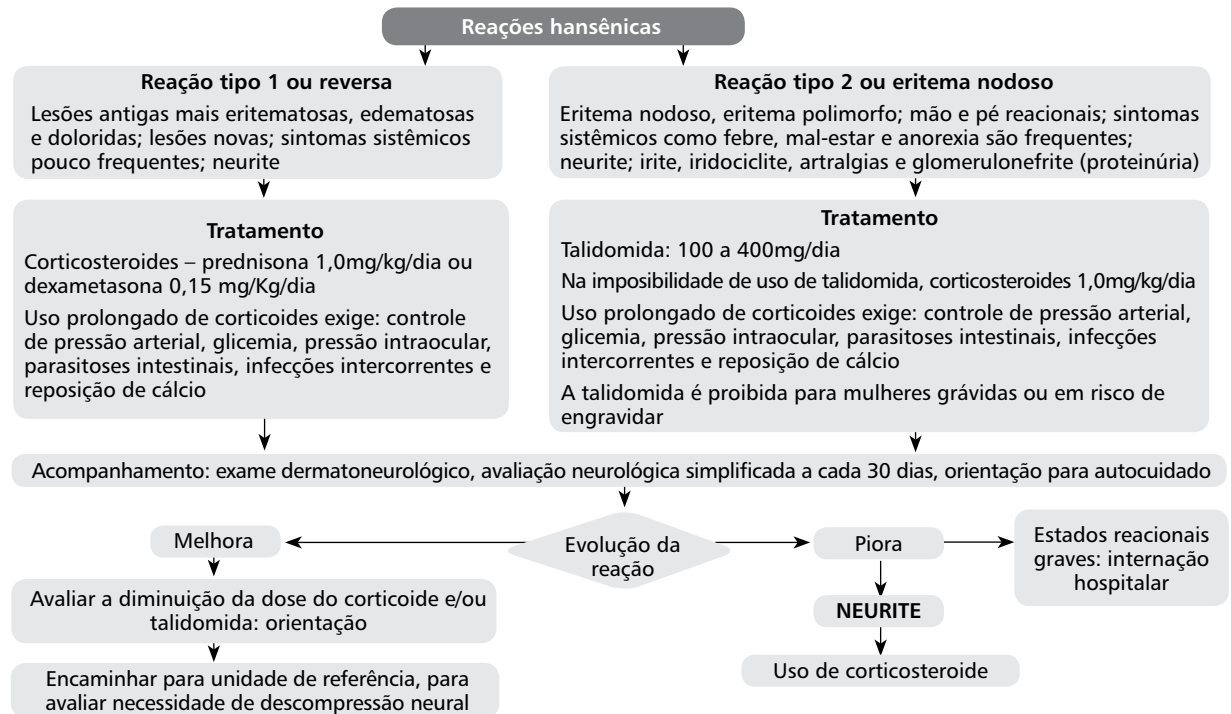 Reações hansênicas
Reação tipo 1 ou reversa
Lesões antigas mais eritematosas, edematosas
e doloridas; lesões novas; sintomas sistêmicos
pouco frequentes; neurite
Reação tipo 2 ou eritema nodoso
Eritema nodoso, eritema polimorfo; mão e pé reacionais; sintomas
sistêmicos como febre, mal-estar e anorexia são frequentes;
neurite; irite, iridociclite, artralgias e glomerulonefrite (proteinúria)
Tratamento
Corticosteroides – prednisona 1,0mg/kg/dia ou
dexametasona 0,15 mg/Kg/dia
Uso prolongado de corticoides exige: controle
de pressão arterial, glicemia, pressão intraocular,
parasitoses intestinais, infecções intercorrentes e
reposição de cálcio
Tratamento
Talidomida: 100 a 400mg/dia
Na imposibilidade de uso de talidomida, corticosteroides 1,0mg/kg/dia
Uso prolongado de corticoides exige: controle de pressão arterial,
glicemia, pressão intraocular, parasitoses intestinais, infecções
intercorrentes e reposição de cálcio
A talidomida é proibida para mulheres grávidas ou em risco de
engravidar
Acompanhamento: exame dermatoneurológico, avaliação neurológica simplificada a cada 30 dias, orientação para autocuidado
Melhora
Evolução da
reação
Piora
Estados reacionais
graves: internação
hospitalar
Avaliar a diminuição da dose do corticoide e/ou
talidomida: orientação
NEURITE
Encaminhar para unidade de referência, para
avaliar necessidade de descompressão neural
Uso de corticosteroide